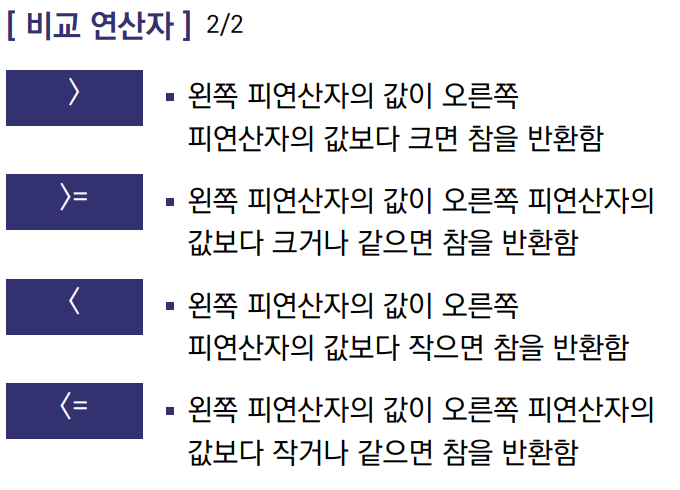 [ 비교 연산자 ] 2/2
〉
▪ 왼쪽 피연산자의 값이 오른쪽
피연산자의 값보다 크면 참을 반환함
〉=
▪ 왼쪽 피연산자의 값이 오른쪽 피연산자의
값보다 크거나 같으면 참을 반환함
〈
▪ 왼쪽 피연산자의 값이 오른쪽
피연산자의 값보다 작으면 참을 반환함
〈=
▪ 왼쪽 피연산자의 값이 오른쪽 피연산자의
값보다 작거나 같으면 참을 반환함